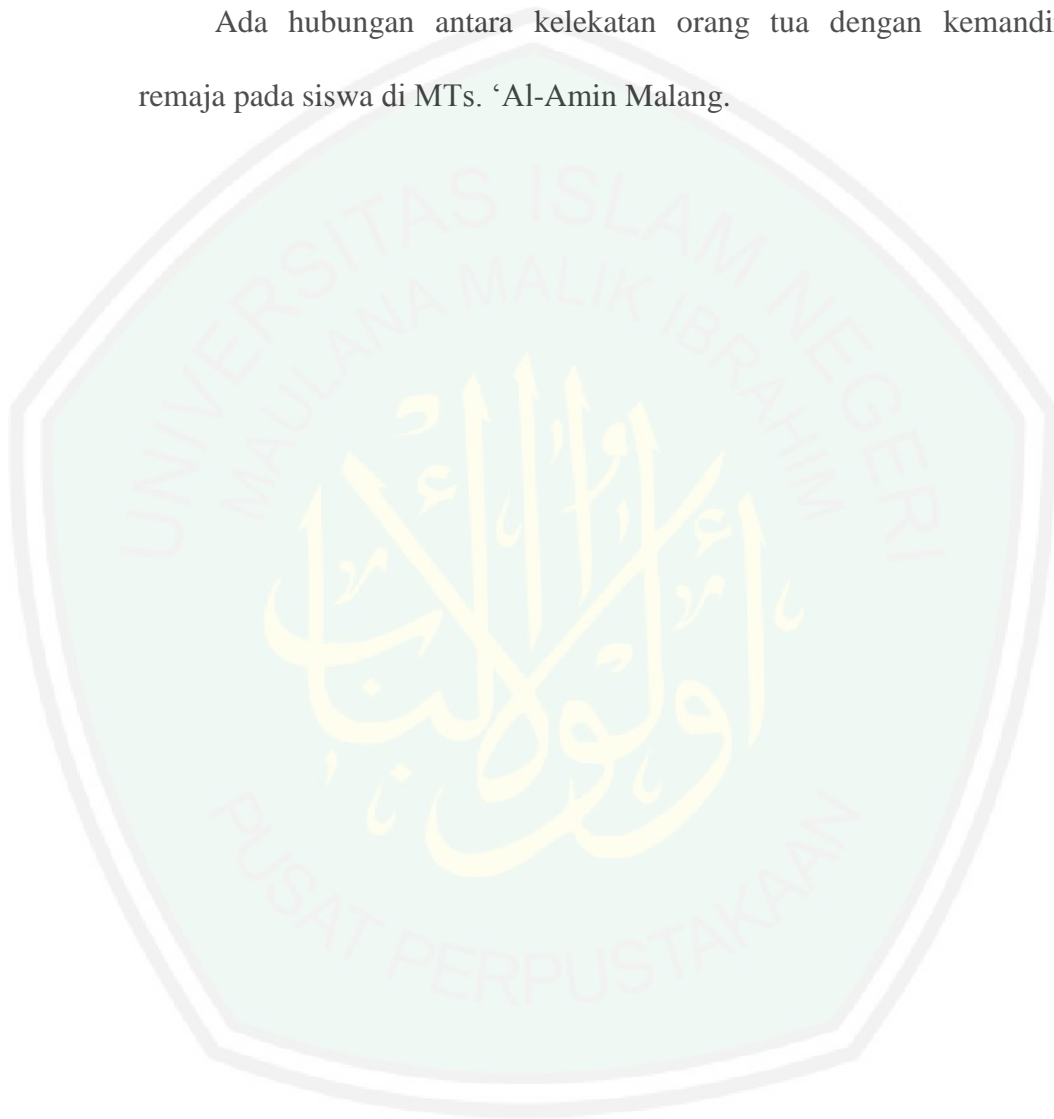 Ada hubungan antara kelekatan orang tua dengan kemandi
remaja pada siswa di MTs. ‘Al-Amin Malang.
UNIVERSITAS ISLAM NEGERI
MAULANA MALIK IBRAHIM
PUSAT PERPUSTAKAAN